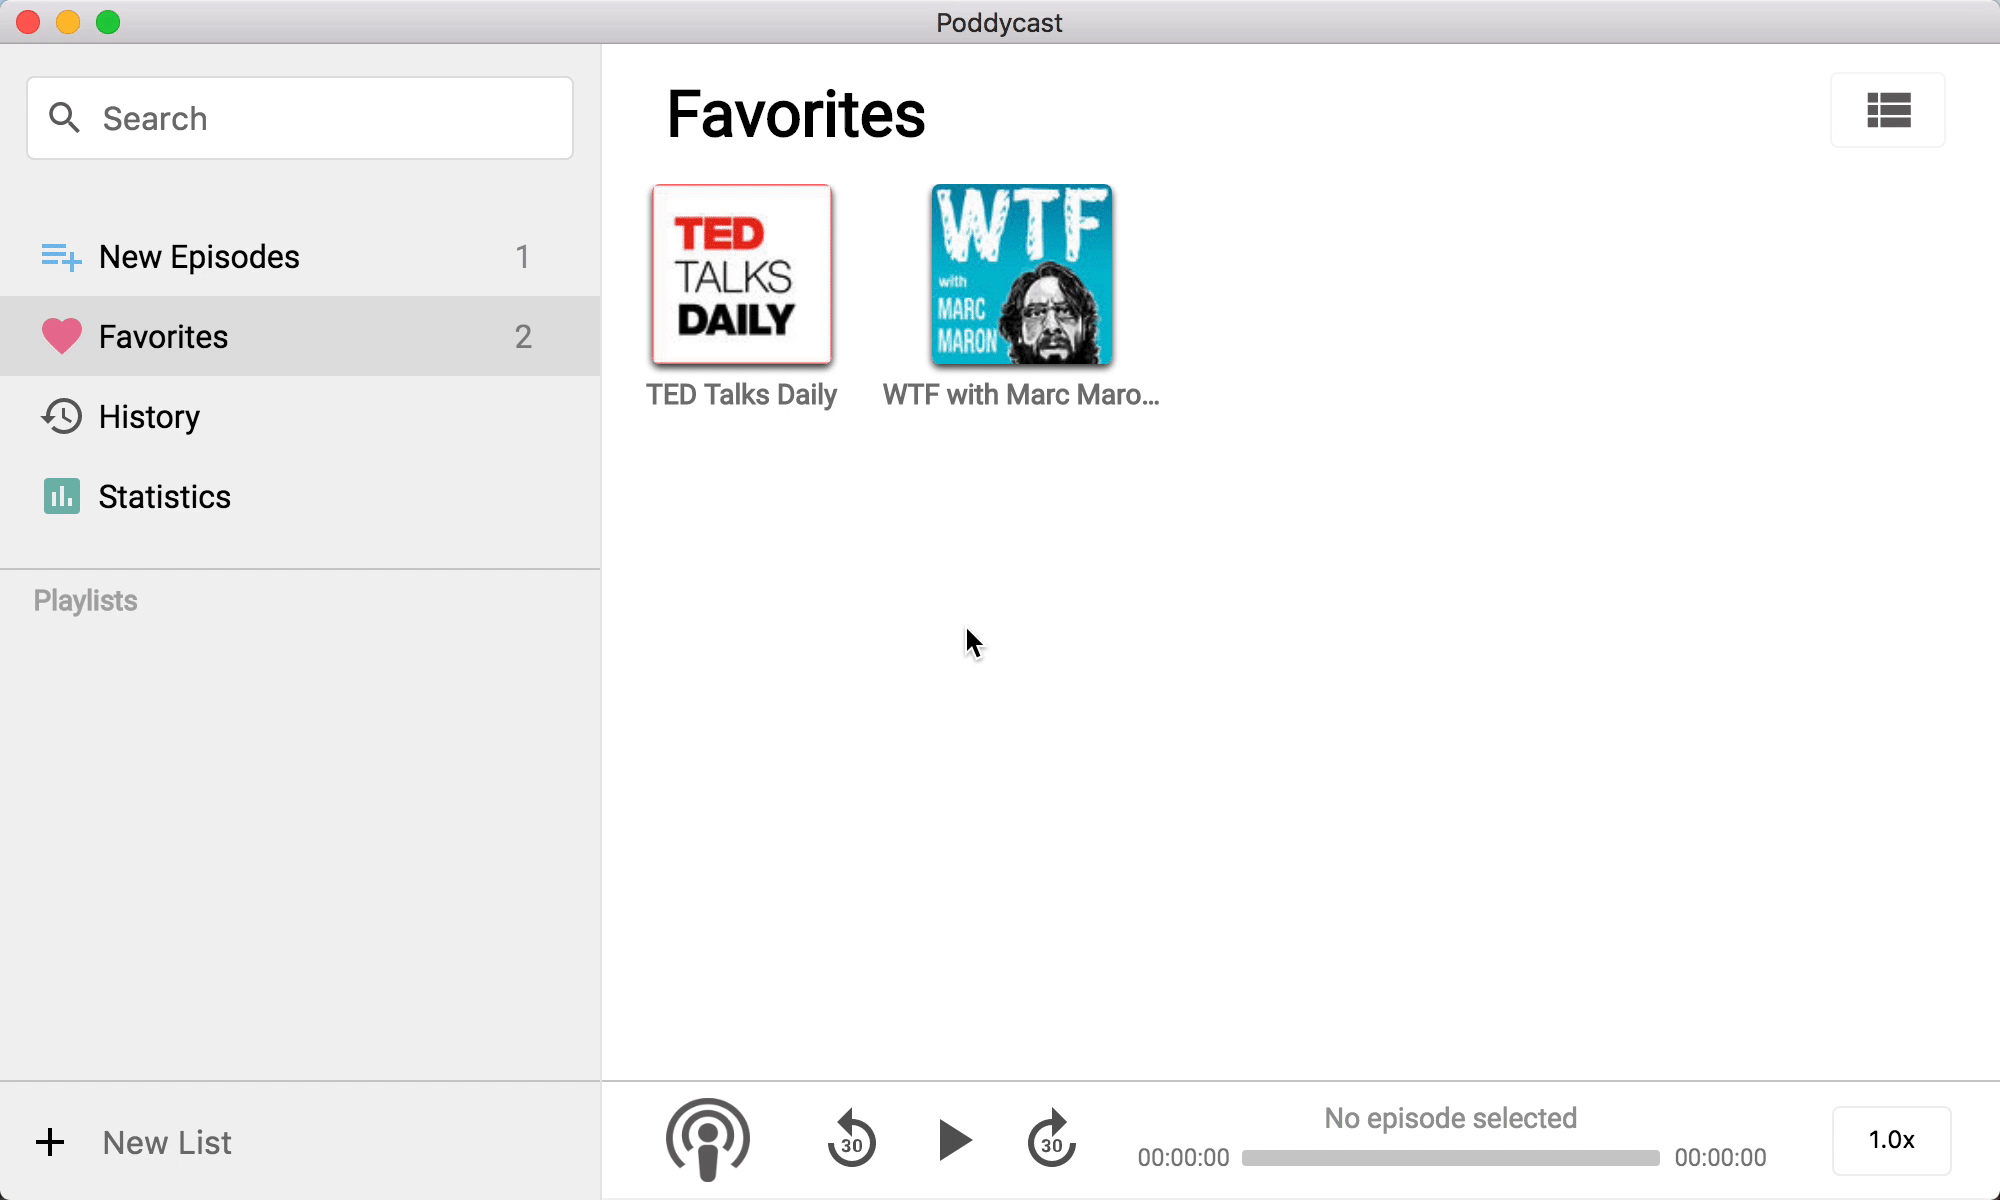 Poddycast
Search
New Episodes 1
Favorites 2
History
Statistics
Playlists
New List
Favorites
TED
TALKS
DAILY
TED Talks Daily
WTF
with
MARC
MARON
WTF with Marc Maro...
30
30
No episode selected
00:00:00
00:00:00
1.0x